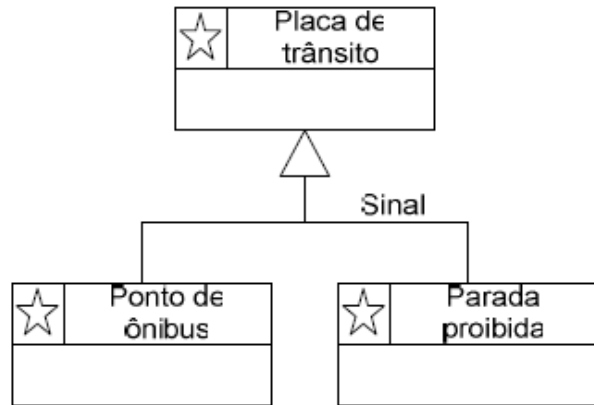 Placa de
trânsito
Sinal
Ponto de
ônibus
Parada
proibida